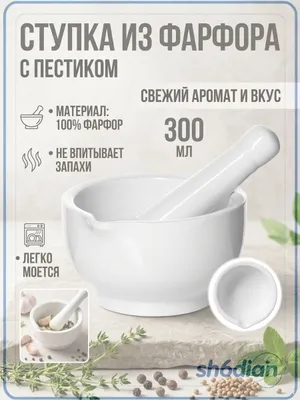 СТУПКА ИЗ ФАРФОРА
С ПЕСТИКОМ
СВЕЖИЙ АРОМАТ И ВКУС
• МАТЕРИАЛ:
100% ФАРФОР
300
МЛ
• НЕ ВПИТЫВАЕТ
ЗАПАХИ
• ЛЕГКО
МОЕТСЯ
shodian